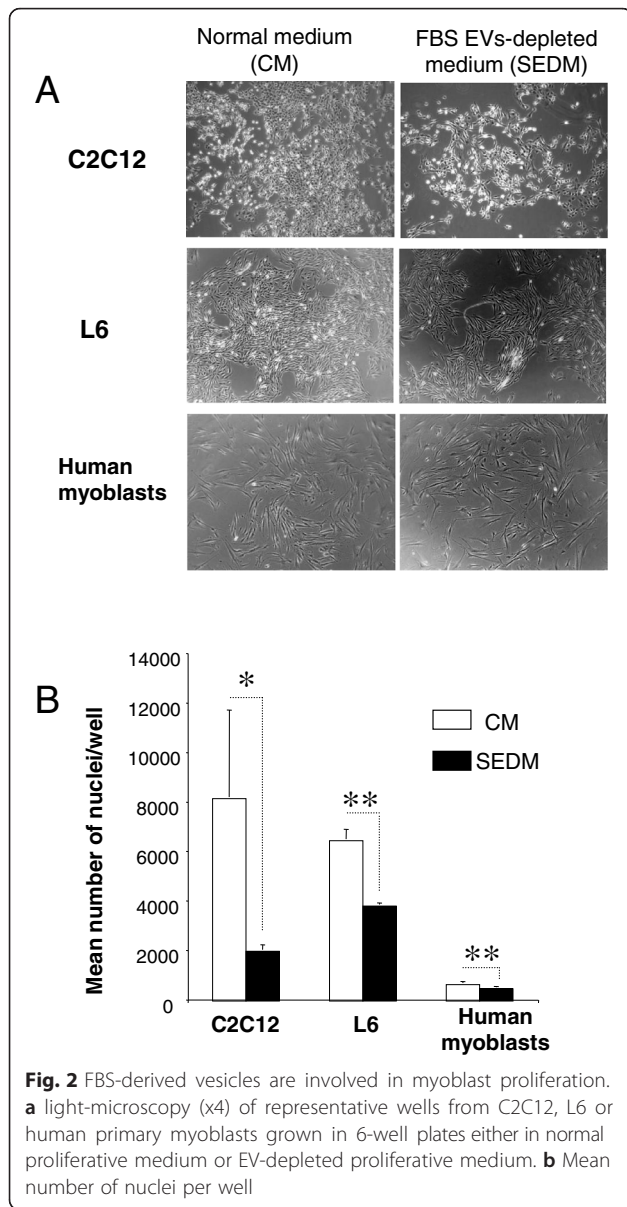 Normal medium
(CM)
FBS EVs-depleted
medium (SEDM)
A
C2C12
L6
Human
myoblasts
B
Mean number of nuclei/well
14000
12000
10000
8000
6000
4000
2000
0
*
**
**
CM
SEDM
C2C12
L6
Human
myoblasts
Fig. 2 FBS-derived vesicles are involved in myoblast proliferation.
a light-microscopy (x4) of representative wells from C2C12, L6 or
human primary myoblasts grown in 6-well plates either in normal
proliferative medium or EV-depleted proliferative medium. b Mean
number of nuclei per well